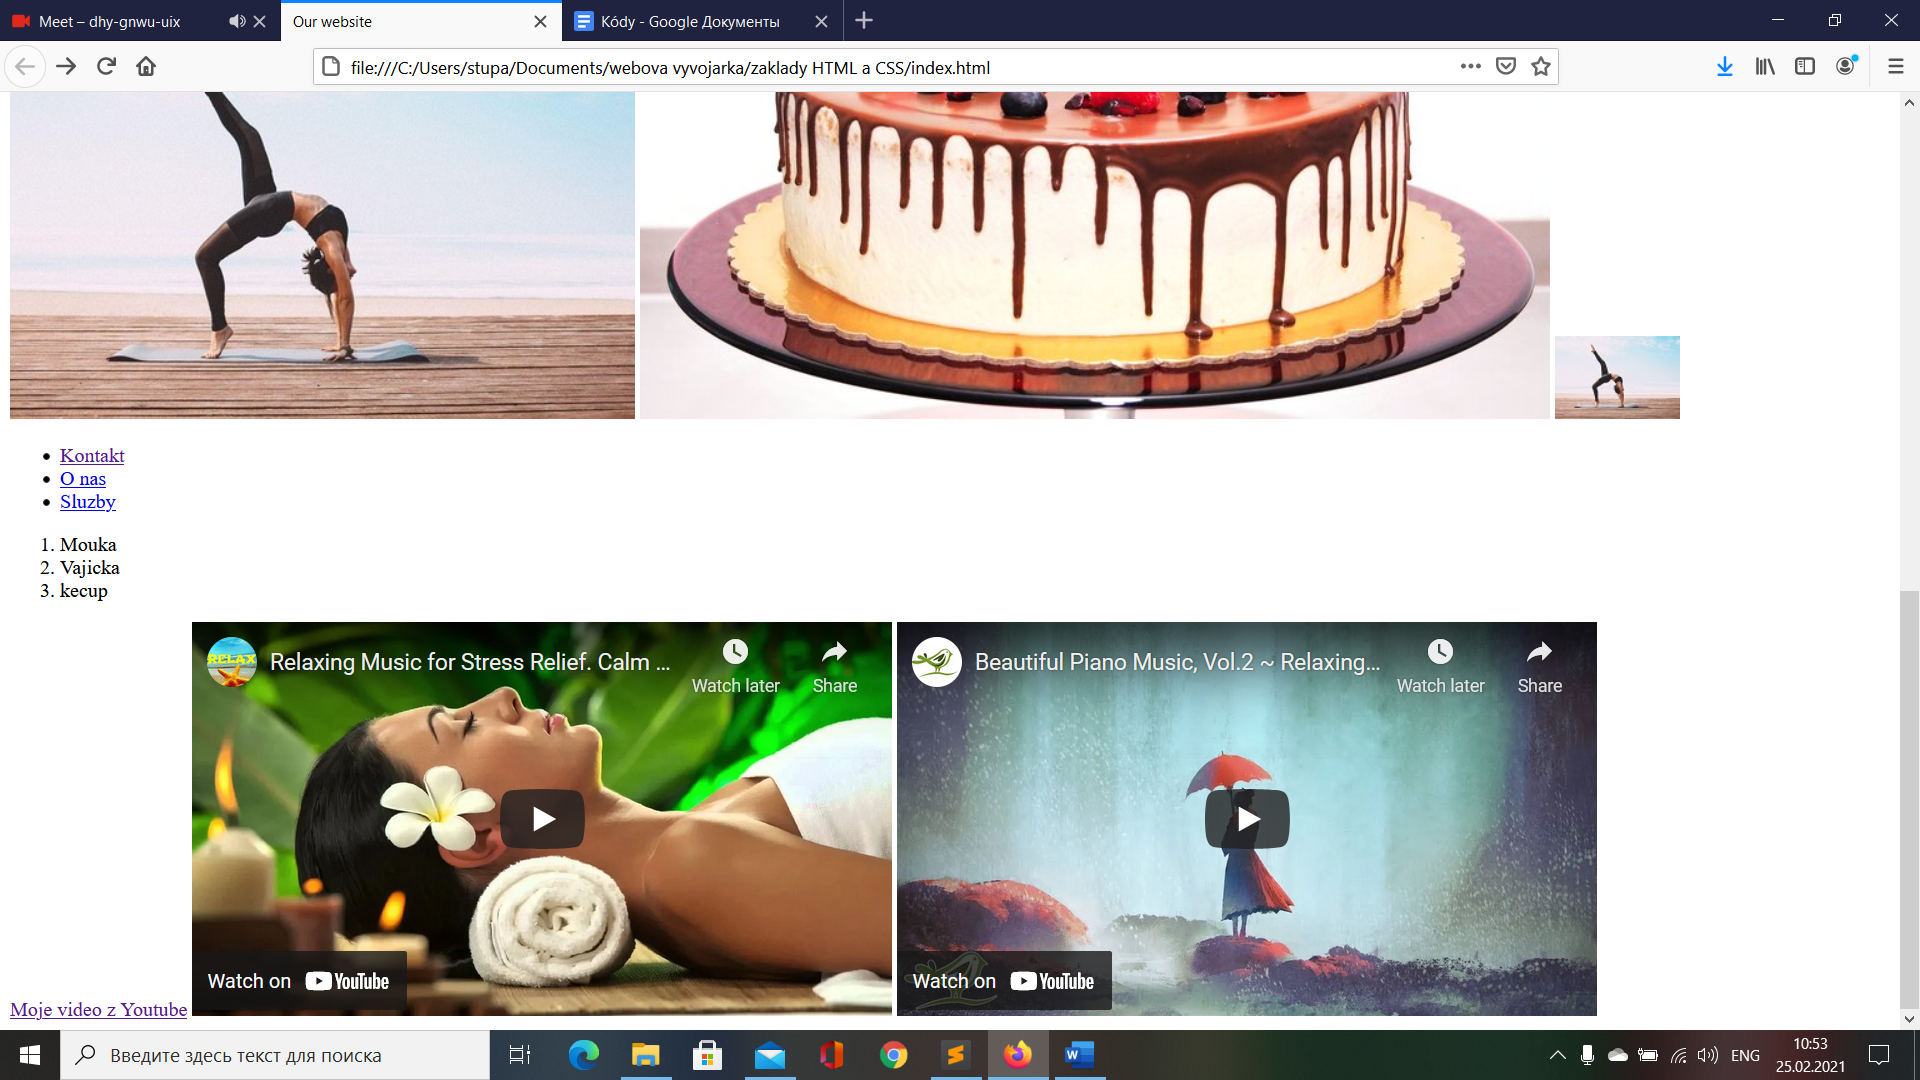 Meet – dhy-gnwu-uix
Our website
Kódy - Google Документы
file:///C:/Users/stupa/Documents/webova vyvojarka/zaklady HTML a CSS/index.html
Kontakt
O nas
Sluzby
1. Mouka
2. Vajicka
3. kecup
RELAX
Relaxing Music for Stress Relief. Calm ...
Watch later
Share
Watch on YouTube
Beautiful Piano Music, Vol.2 ~ Relaxing...
Watch later
Share
Watch on YouTube
Moje video z Youtube
Введите здесь текст для поиска
ENG
10:53
25.02.2021